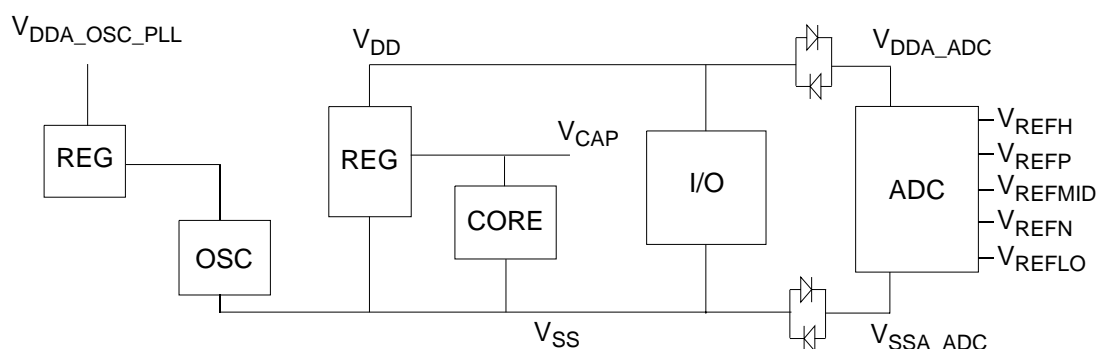 VDDA_OSC_PLL
VDD
VDDA_ADC
REG
REG
VCAP
I/O
ADC
VREFH
VREFP
VREFMID
VREFN
VREFLO
CORE
OSC
VSS
VSSA_ADC